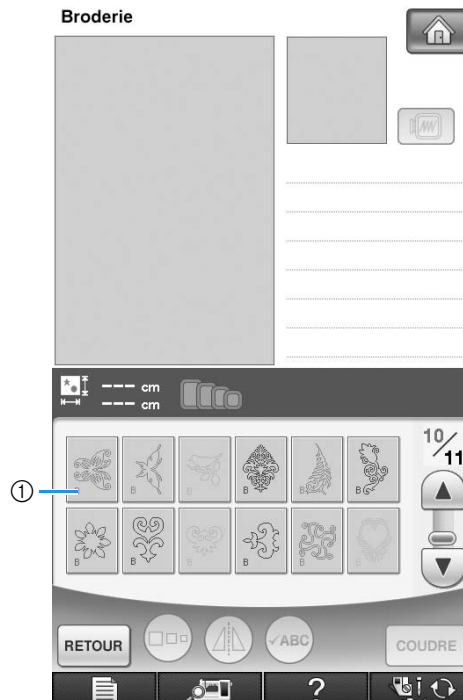 Broderie
--- cm
--- cm
10/11
①
B B B B B B
B B B B B B
RETOUR
✓ABC
COUDRE
?
i